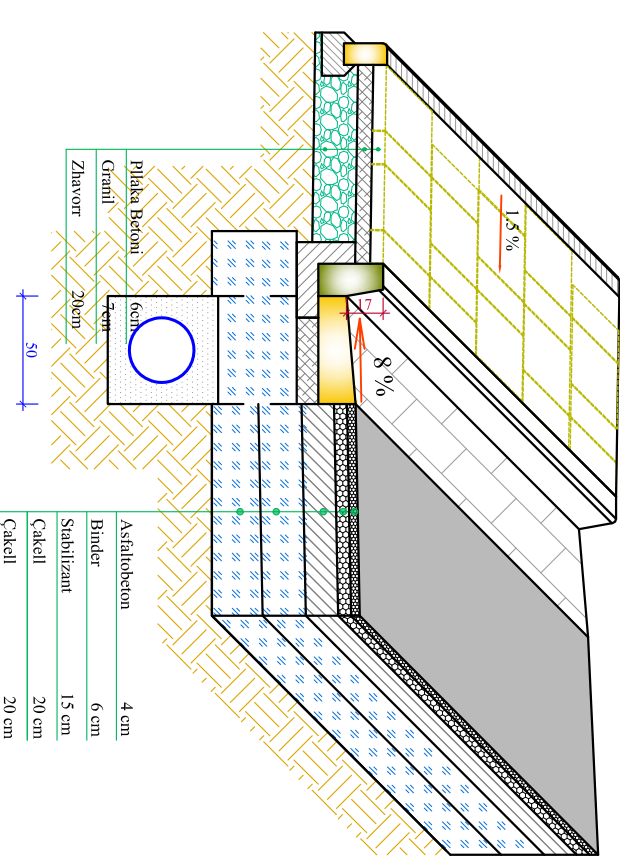 1.5 %
8 %
17
Pllaka Betoni 6cm
Granil 7cm
Zhavorr 20cm
50
Asfaltobeton 4 cm
Binder 6 cm
Stabilizant 15 cm
Çakell 20 cm
Çakell 20 cm